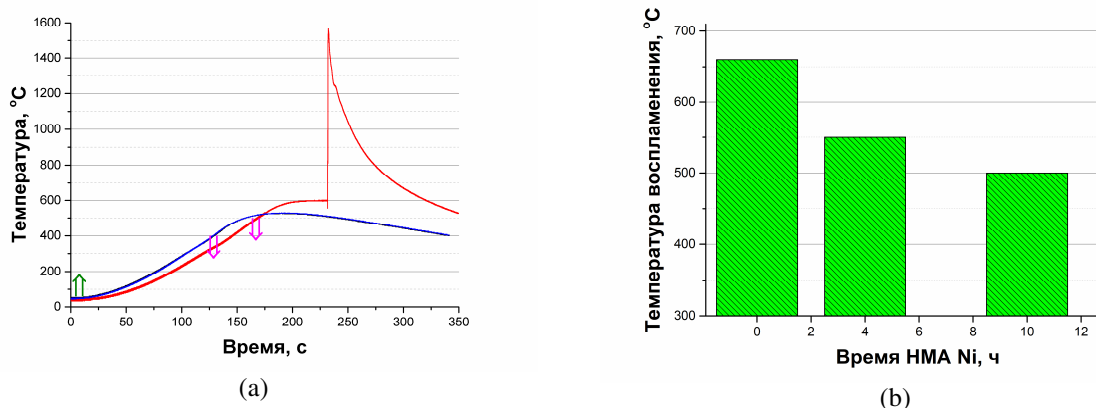 Температура, °C
1600
1400
1200
1000
800
600
400
200
0
0 50 100 150 200 250 300 350
Время, с
(a)
Температура воспламенения, °C
700
600
500
400
300
0 2 4 6 8 10 12
Время НМА Ni, ч
(b)